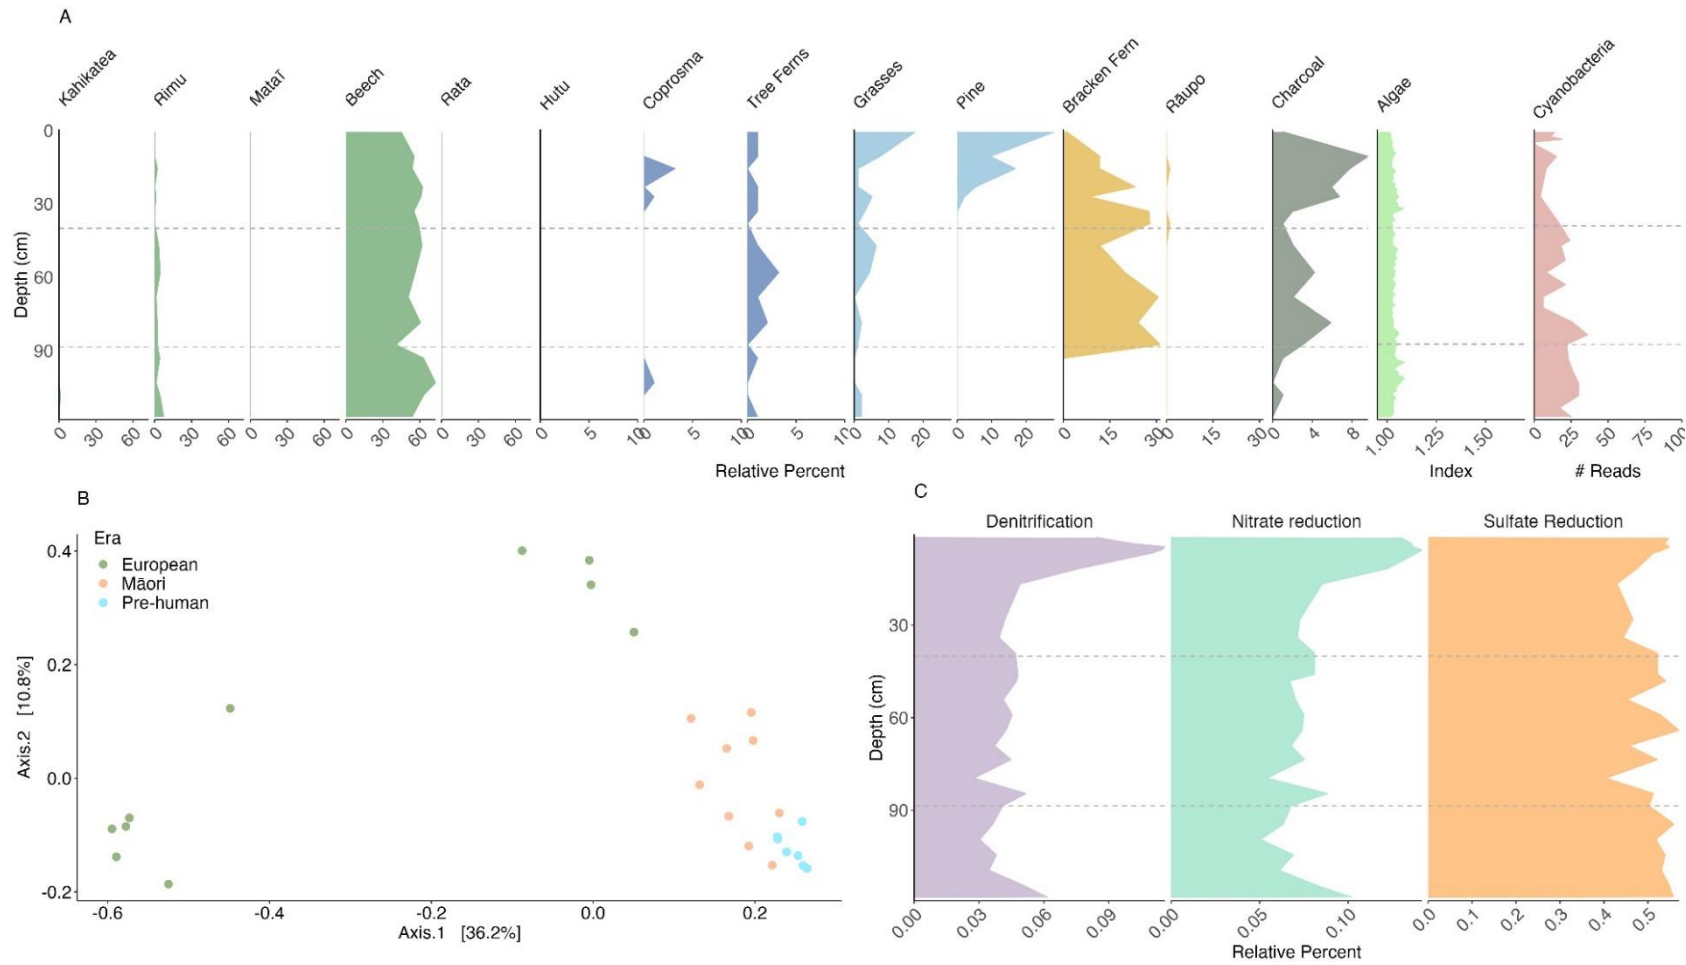 A
Kahikatea
Rimu
Mataī
Beech
Rata
Hutu
Coprosma
Tree Ferns
Grasses
Pine
Bracken Fern
Rāupo
Charcoal
Algae
Cyanobacteria
Depth (cm)
0
30
60
90
0 30 60
0 30 60
0 30 60
0 30 60
0 30 60
0 5 10
0 5 10
0 5 10
0 10 20
0 10 20
0 15 30
0 15 30
0 4 8
1.00 1.25 1.50
0 25 50 75 100
Relative Percent
Index
# Reads
B
Era
European
Māori
Pre-human
Axis.2 [10.8%]
0.4
0.2
0.0
-0.2
-0.6 -0.4 -0.2 0.0 0.2
Axis.1 [36.2%]
C
Denitrification
Nitrate reduction
Sulfate Reduction
Depth (cm)
30
60
90
0.00 0.03 0.06 0.09
0.00 0.05 0.10
0.0 0.1 0.2 0.3 0.4 0.5
Relative Percent